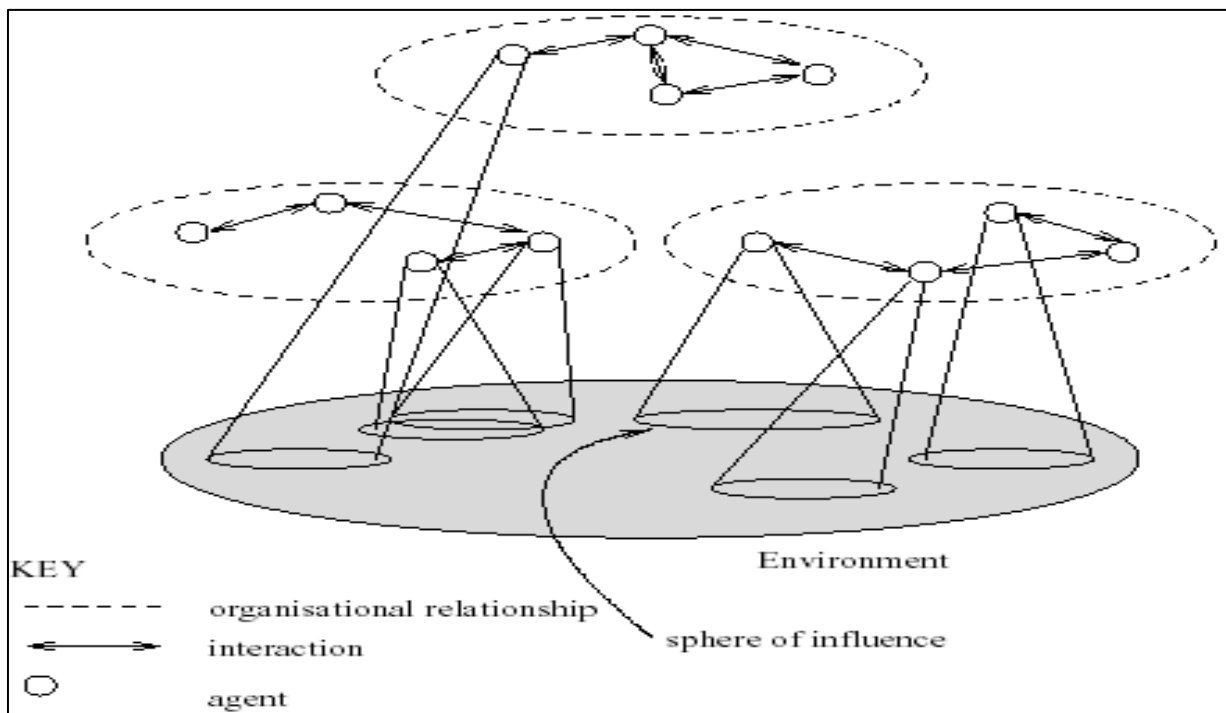 Environment
KEY
organisational relationship
sphere of influence
interaction
agent